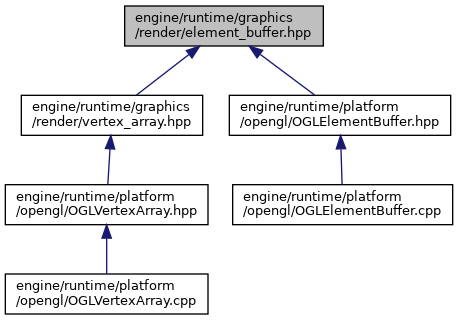 engine/runtime/graphics
/render/element_buffer.hpp
engine/runtime/graphics
/render/vertex_array.hpp
engine/runtime/platform
/opengl/OGLElementBuffer.hpp
engine/runtime/platform
/opengl/OGLVertexArray.hpp
engine/runtime/platform
/opengl/OGLElementBuffer.cpp
engine/runtime/platform
/opengl/OGLVertexArray.cpp